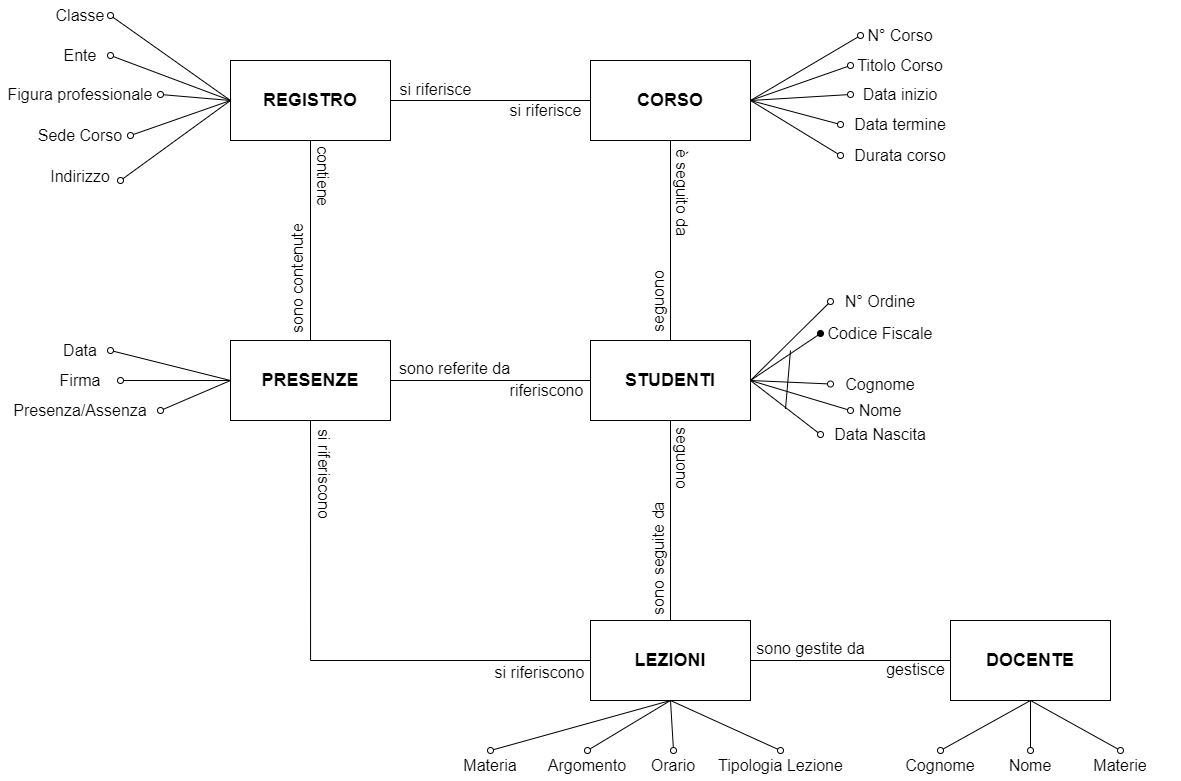 Classe
Ente
Figura professionale
Sede Corso
Indirizzo
REGISTRO
si riferisce
si riferisce
CORSO
N° Corso
Titolo Corso
Data inizio
Data termine
Durata corso
contiene
sono contenute
è seguito da
seguono
Data
Firma
Presenza/Assenza
PRESENZE
sono referite da
riferiscono
STUDENTI
N° Ordine
Codice Fiscale
Cognome
Nome
Data Nascita
si riferiscono
seguono
sono seguite da
si riferiscono
LEZIONI
sono gestite da
gestisce
DOCENTE
Materia
Argomento
Orario
Tipologia Lezione
Cognome
Nome
Materie